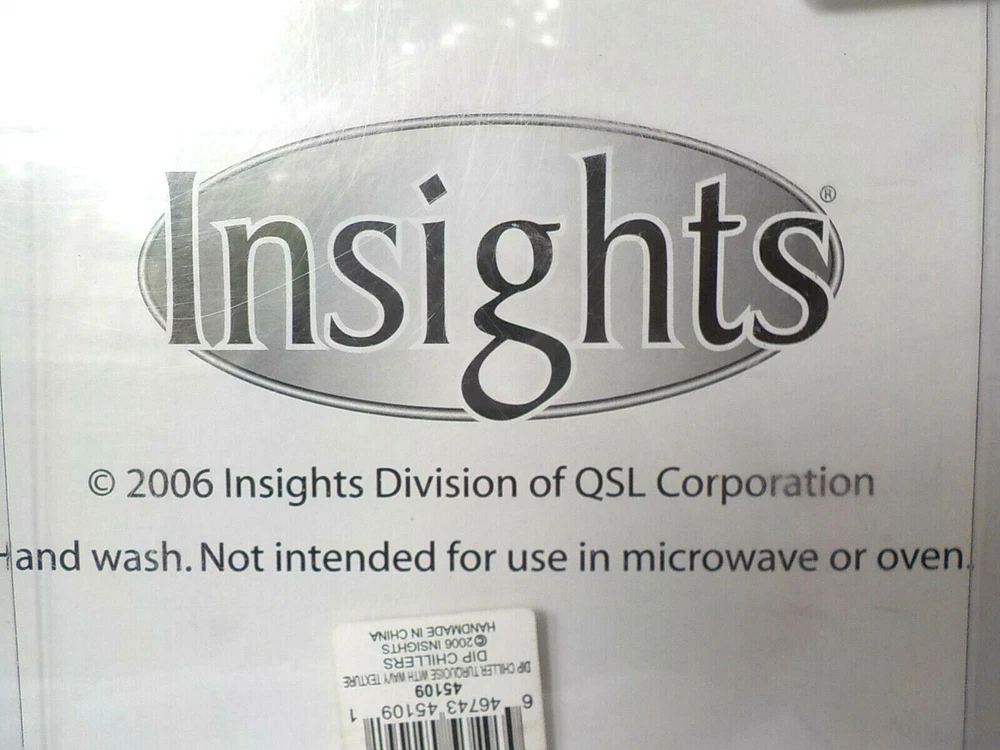 Insights®
© 2006 Insights Division of QSL Corporation
Hand wash. Not intended for use in microwave or oven.
HANDMADE IN CHINA
©2006 INSIGHTS
DIP CHILLERS
DIP CHILLER TURQUOISE WITH WAVY TEXTURE
45109
6 46743 45109 1